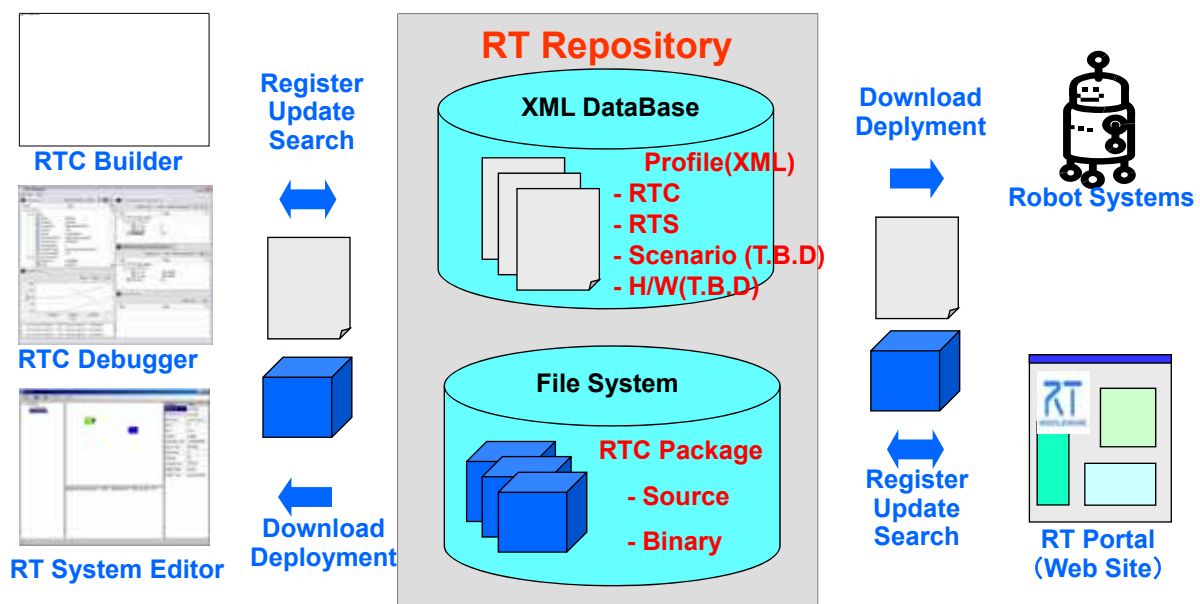 RT Repository
Register
Update
Search
RTC Builder
RTC Debugger
RT System Editor
Download
Deployment
XML DataBase
Profile(XML)
- RTC
- RTS
- Scenario (T.B.D)
- H/W(T.B.D)
File System
RTC Package
- Source
- Binary
Download
Deplyment
Robot Systems
Register
Update
Search
RT
RT Portal
（Web Site）